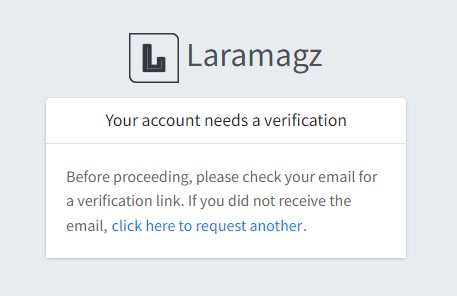 Laramagz
Your account needs a verification
Before proceeding, please check your email for
a verification link. If you did not receive the
email, click here to request another.